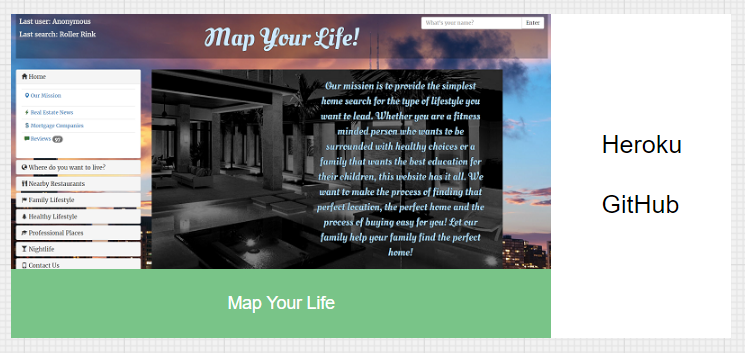 Last user: Anonymous
Last search: Roller Rink
Map Your Life!
What's your name?
Enter
Home
Our Mission
Real Estate News
Mortgage Companies
Reviews
Where do you want to live?
Nearby Restaurants
Family Lifestyle
Healthy Lifestyle
Professional Places
Nightlife
Contact Us
Our mission is to provide the simplest
home search for the type of lifestyle you
want to lead. Whether you are a fitness
minded person who wants to be
surrounded with healthy choices or a
family that wants the best education for
their children, this website has it all. We
want to make the process of finding that
perfect location, the perfect home and the
process of buying easy for you! Let our
family help your family find the perfect
home!
Map Your Life
Heroku
GitHub